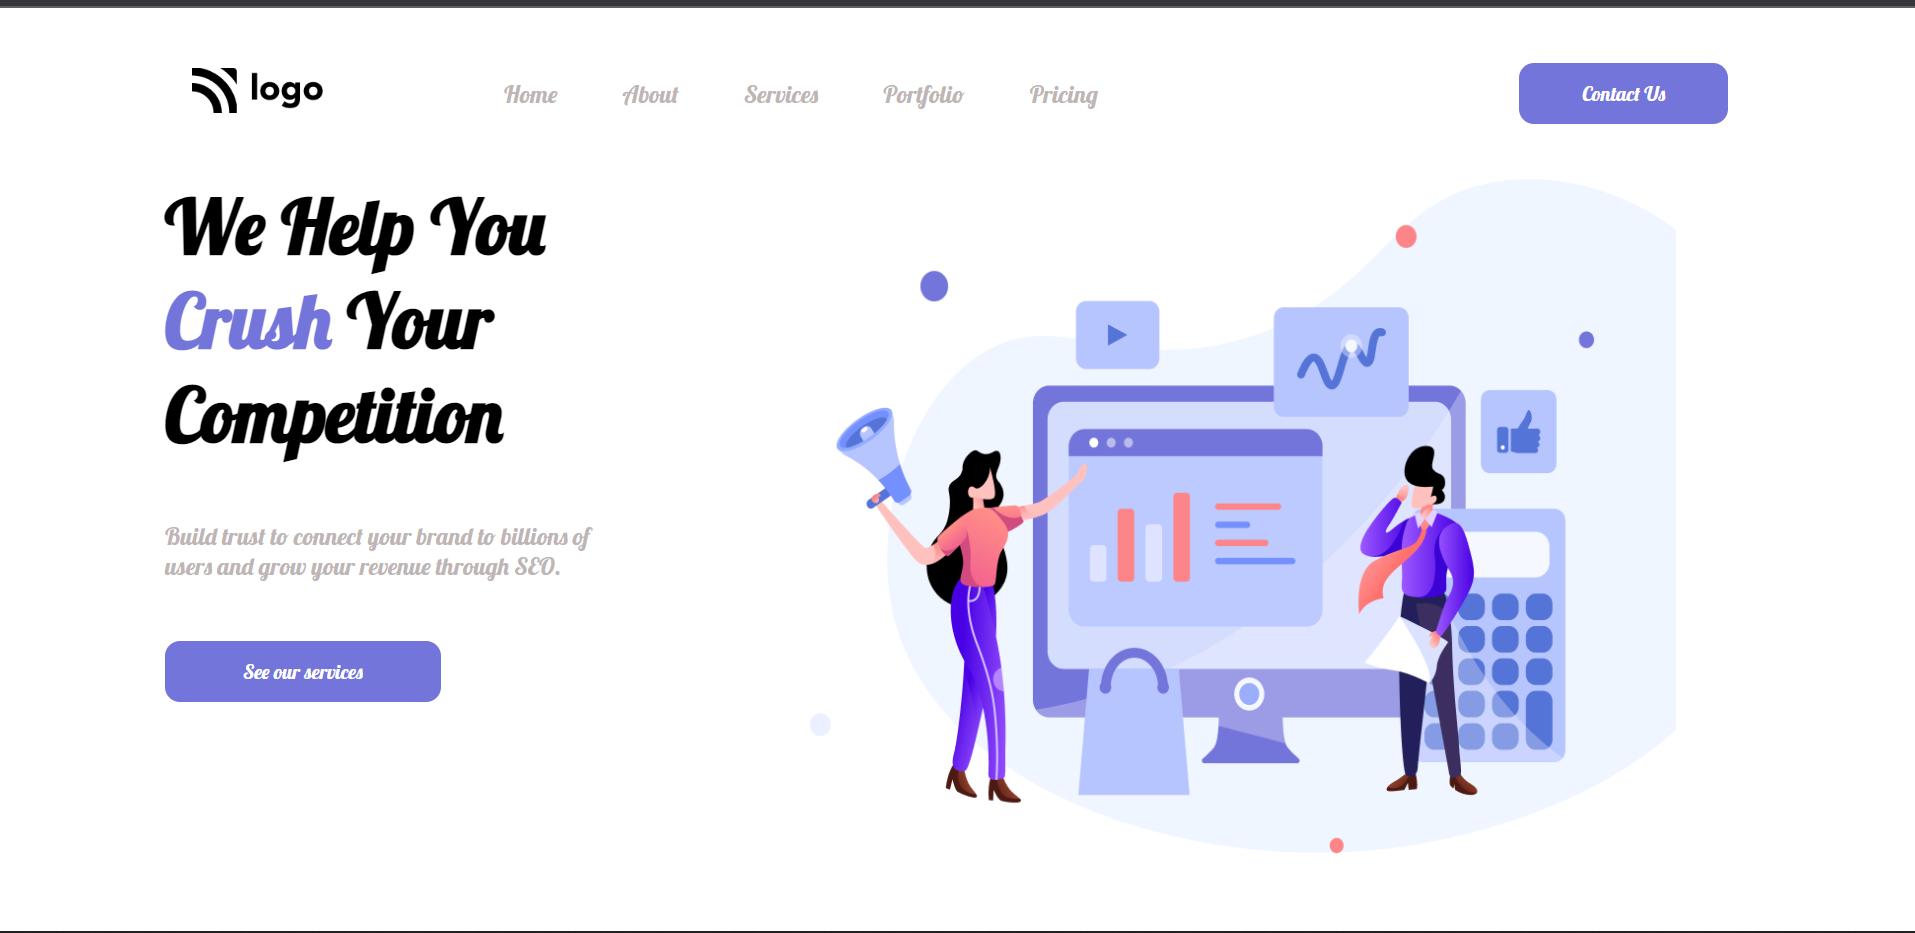 logo
Home About Services Portfolio Pricing
Contact Us
We Help You
Crush Your
Competition
Build trust to connect your brand to billions of
users and grow your revenue through SEO.
See our services